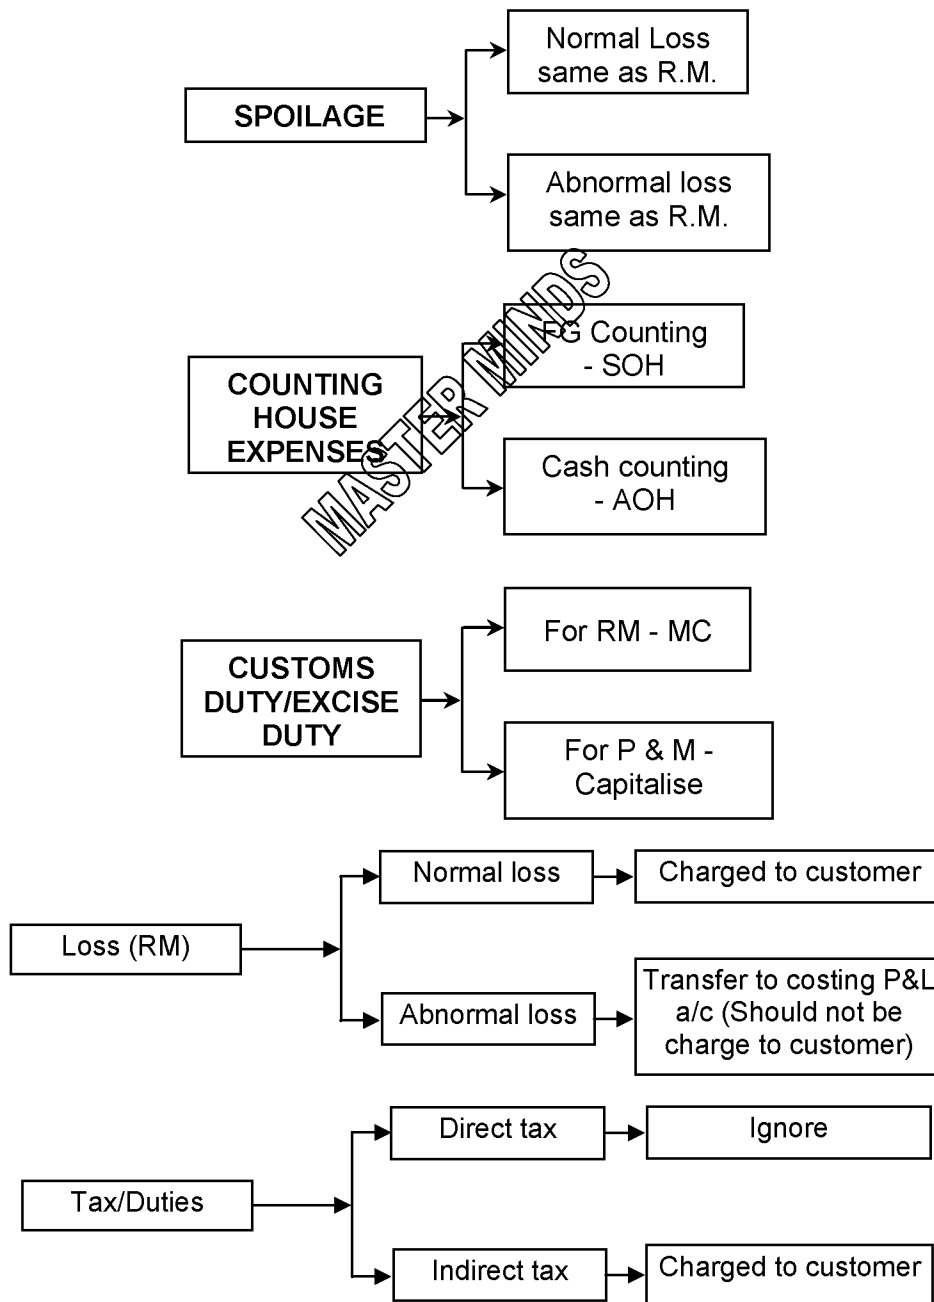 Normal Loss
same as R.M.
SPOILAGE
Abnormal loss
same as R.M.
MASTER MINDS
FG Counting
- SOH
COUNTING
HOUSE
EXPENSES
Cash counting
- AOH
For RM - MC
CUSTOMS
DUTY/EXCISE
DUTY
For P & M -
Capitalise
Normal loss
Charged to customer
Loss (RM)
Abnormal loss
Transfer to costing P&L
a/c (Should not be
charge to customer)
Direct tax
Ignore
Tax/Duties
Indirect tax
Charged to customer